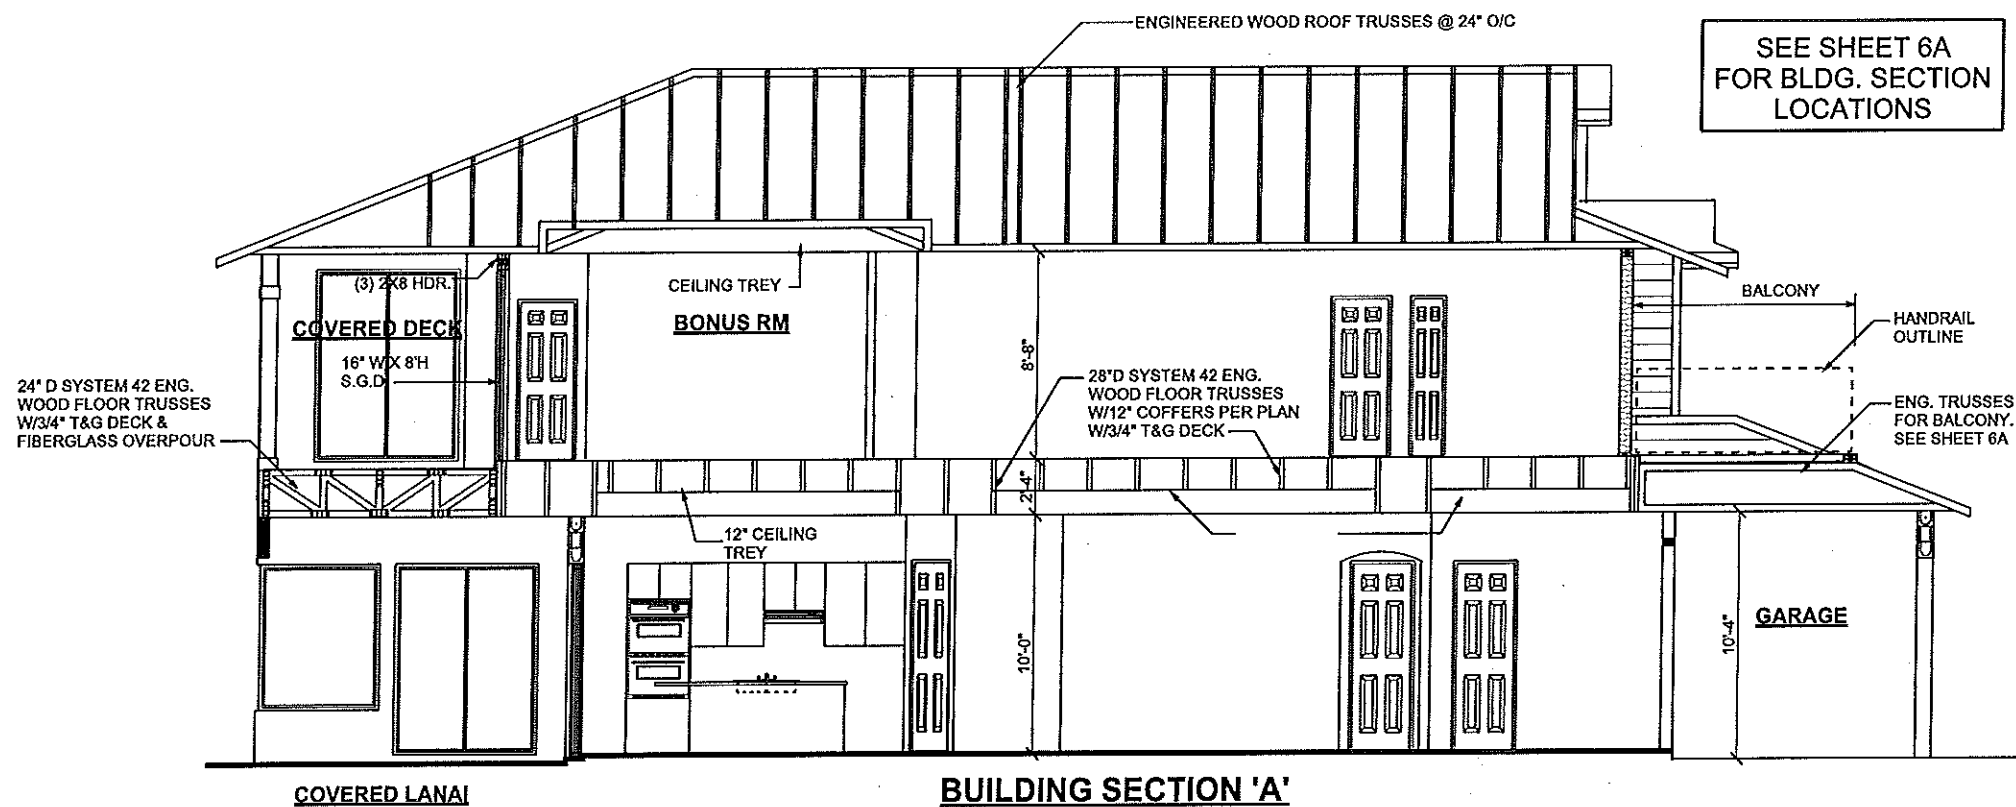 ENGINEERED WOOD ROOF TRUSSES @ 24" O/C
SEE SHEET 6A
FOR BLDG. SECTION
LOCATIONS
(3) 2X8 HDR.
CEILING TREY
BALCONY
COVERED DECK
BONUS RM
HANDRAIL
OUTLINE
16" W X 8'H
S.G.D
8'-8"
24" D SYSTEM 42 ENG.
WOOD FLOOR TRUSSES
W/3/4" T&G DECK &
FIBERGLASS OVERPOUR
28"D SYSTEM 42 ENG.
WOOD FLOOR TRUSSES
W/12" COFFERS PER PLAN
W/3/4" T&G DECK
ENG. TRUSSES
FOR BALCONY.
SEE SHEET 6A
2'-4"
12" CEILING
TREY
10'-0"
10'-4"
GARAGE
COVERED LANAI
BUILDING SECTION 'A'